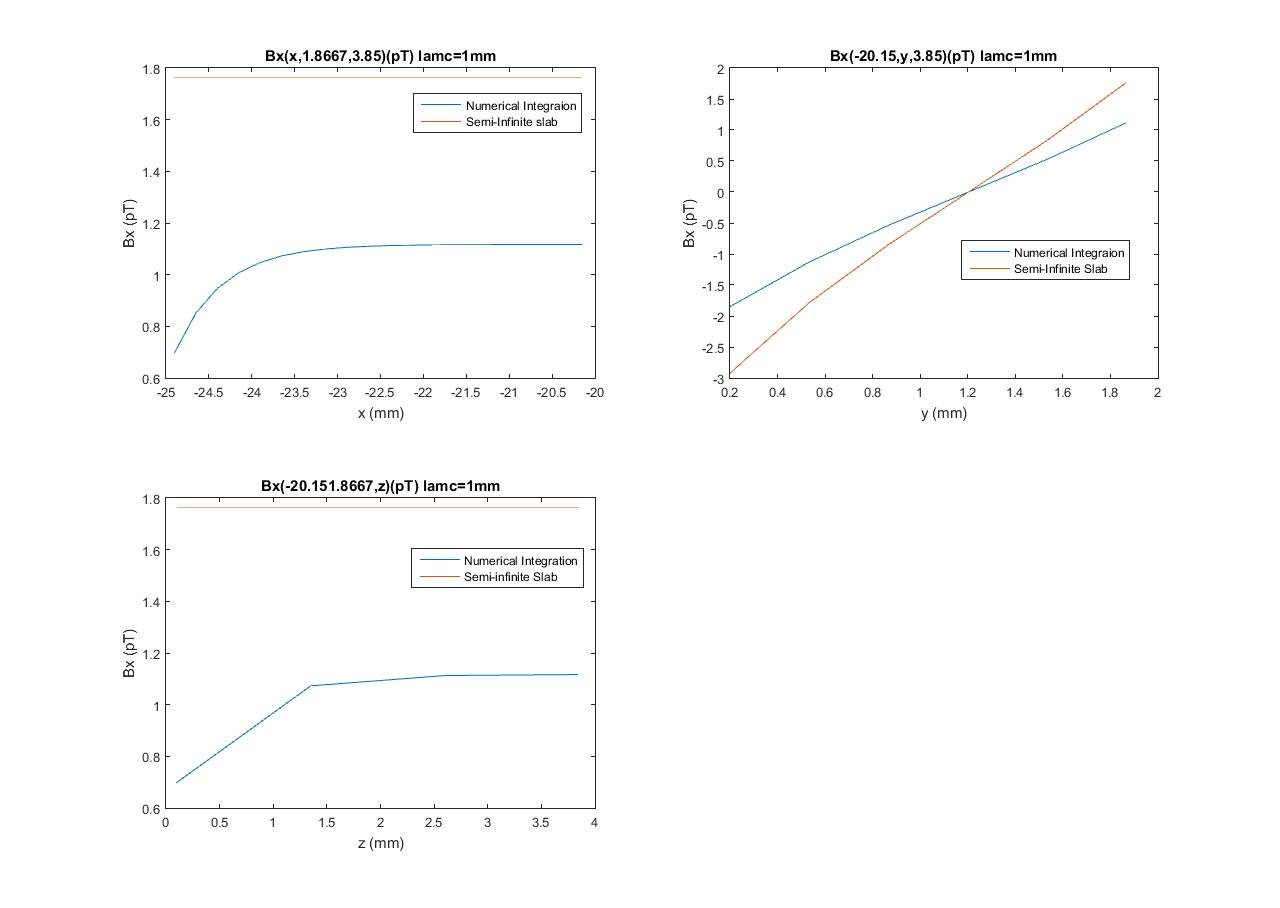 Bx(x,1.8667,3.85)(pT) lamc=1mm
1.8
1.6
1.4
1.2
1
0.8
0.6
Bx (pT)
Numerical Integraion
Semi-Infinite slab
-25 -24.5 -24 -23.5 -23 -22.5 -22 -21.5 -21 -20.5 -20
x (mm)
Bx(-20.15,y,3.85)(pT) lamc=1mm
2
1.5
1
0.5
0
-0.5
-1
-1.5
-2
-2.5
-3
Bx (pT)
Numerical Integraion
Semi-Infinite Slab
0.2 0.4 0.6 0.8 1 1.2 1.4 1.6 1.8 2
y (mm)
Bx(-20.151.8667,z)(pT) lamc=1mm
1.8
1.6
1.4
1.2
1
0.8
0.6
Bx (pT)
Numerical Integration
Semi-infinite Slab
0 0.5 1 1.5 2 2.5 3 3.5 4
z (mm)